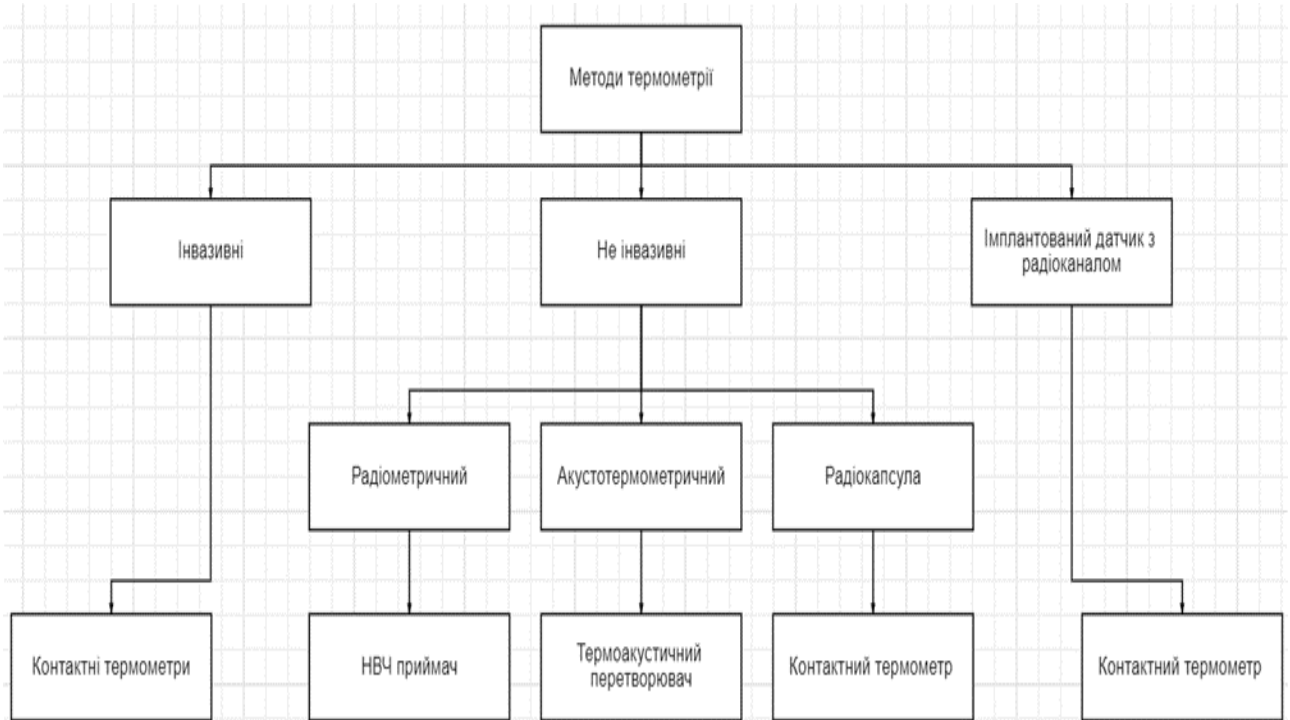 Методи термометрії
Інвазивні
Не інвазивні
Імплантований датчик з
радіоканалом
Радіометричний
Акустотермометричний
Радіокапсула
Контактні термометри
НВЧ приймач
Термоакустичний
перетворювач
Контактний термометр
Контактний термометр